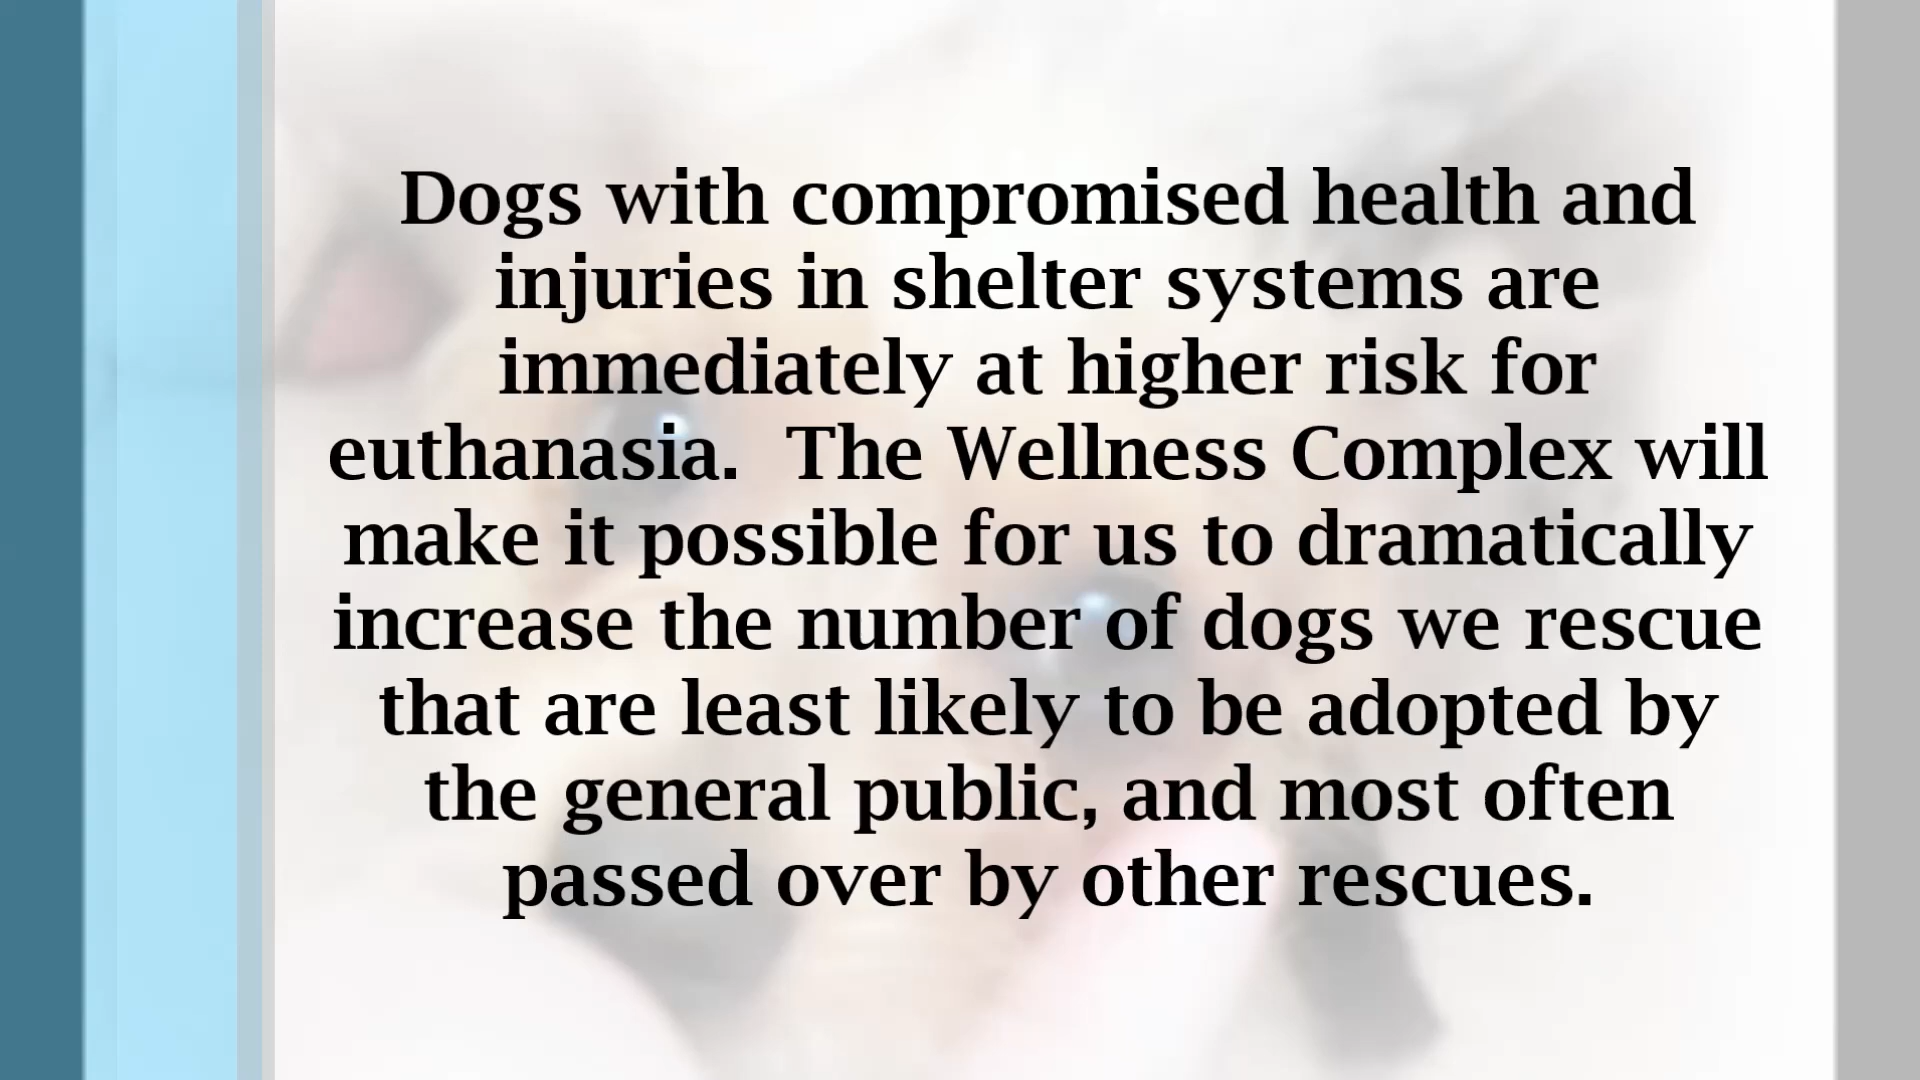 Dogs with compromised health and
injuries in shelter systems are
immediately at higher risk for
euthanasia.  The Wellness Complex will
make it possible for us to dramatically
increase the number of dogs we rescue
that are least likely to be adopted by
the general public, and most often
passed over by other rescues.